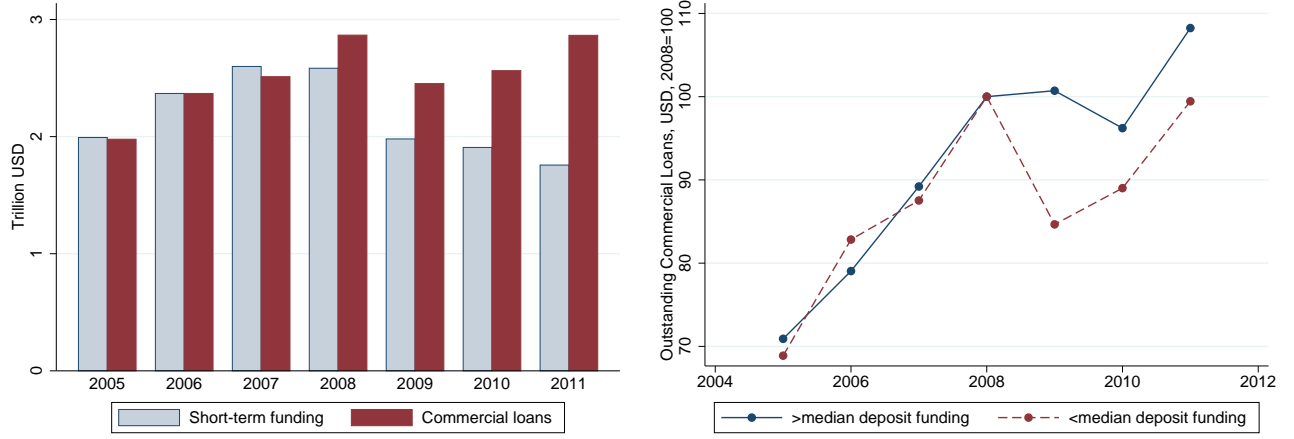 Trillion USD
3
2
1
0
2005 2006 2007 2008 2009 2010 2011
Short-term funding Commercial loans
Outstanding Commercial Loans, USD, 2008=100
110
100
90
80
70
2004 2006 2008 2010 2012
>median deposit funding <median deposit funding